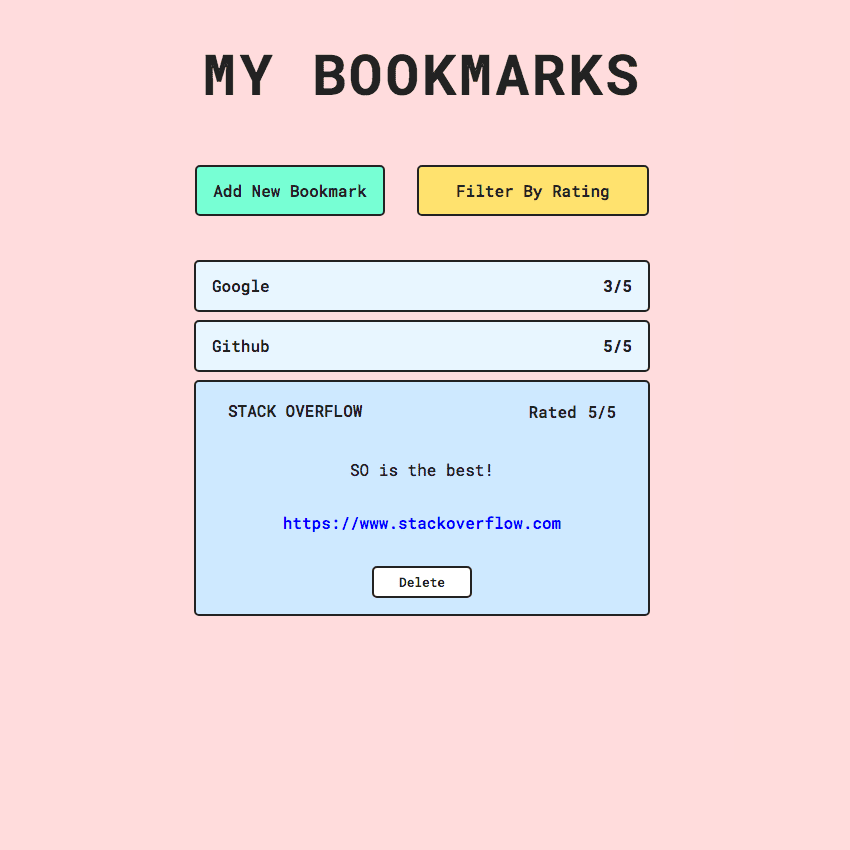 MY BOOKMARKS
Add New Bookmark
Filter By Rating
Google 3/5
Github 5/5
STACK OVERFLOW Rated 5/5
SO is the best!
https://www.stackoverflow.com
Delete